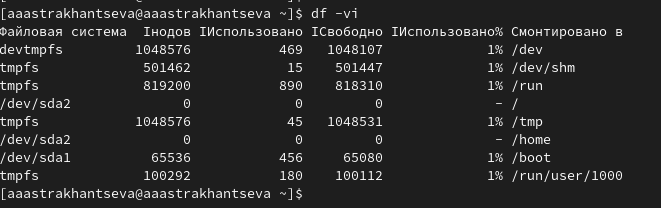 [aaastrakhantseva@aaastrakhantseva ~]$ df -vi
Файловая система Iнодов IИспользовано IСвободно IИспользовано% Cмонтировано в
devtmpfs 1048576 469 1048107 1% /dev
tmpfs 501462 15 501447 1% /dev/shm
tmpfs 819200 890 818310 1% /run
/dev/sda2 0 0 0 - /
tmpfs 1048576 45 1048531 1% /tmp
/dev/sda2 0 0 0 - /home
/dev/sda1 65536 456 65080 1% /boot
tmpfs 100292 180 100112 1% /run/user/1000
[aaastrakhantseva@aaastrakhantseva ~]$